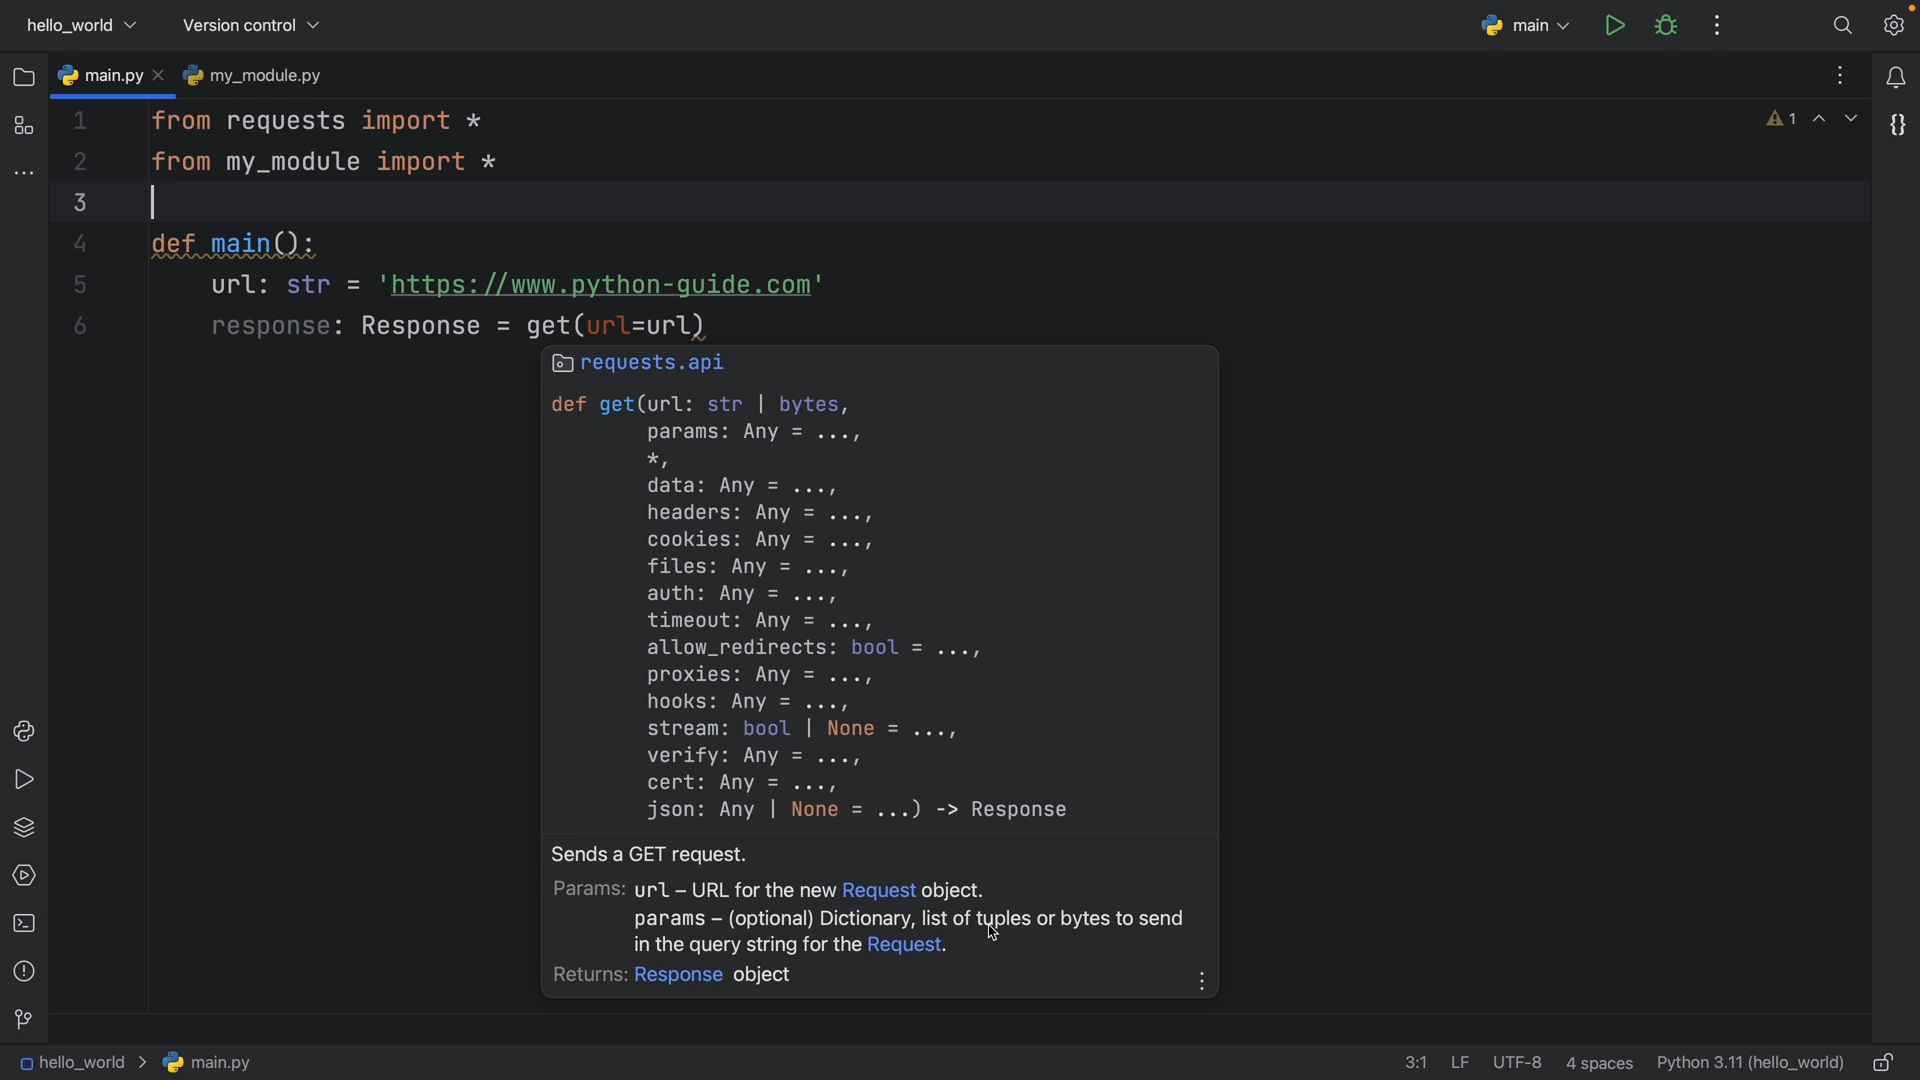 hello_world
Version control
main
main.py
my_module.py
1 from requests import *
1
2 from my_module import *
3
4 def main():
5 url: str = 'https://www.python-guide.com'
6 response: Response = get(url=url)
requests.api
def get(url: str | bytes,
params: Any = ...,
*,
data: Any = ...,
headers: Any = ...,
cookies: Any = ...,
files: Any = ...,
auth: Any = ...,
timeout: Any = ...,
allow_redirects: bool = ...,
proxies: Any = ...,
hooks: Any = ...,
stream: bool | None = ...,
verify: Any = ...,
cert: Any = ...,
json: Any | None = ...) -> Response
Sends a GET request.
Params: url – URL for the new Request object.
params – (optional) Dictionary, list of tuples or bytes to send
in the query string for the Request.
Returns: Response object
hello_world > main.py
3:1 LF UTF-8 4 spaces Python 3.11 (hello_world)